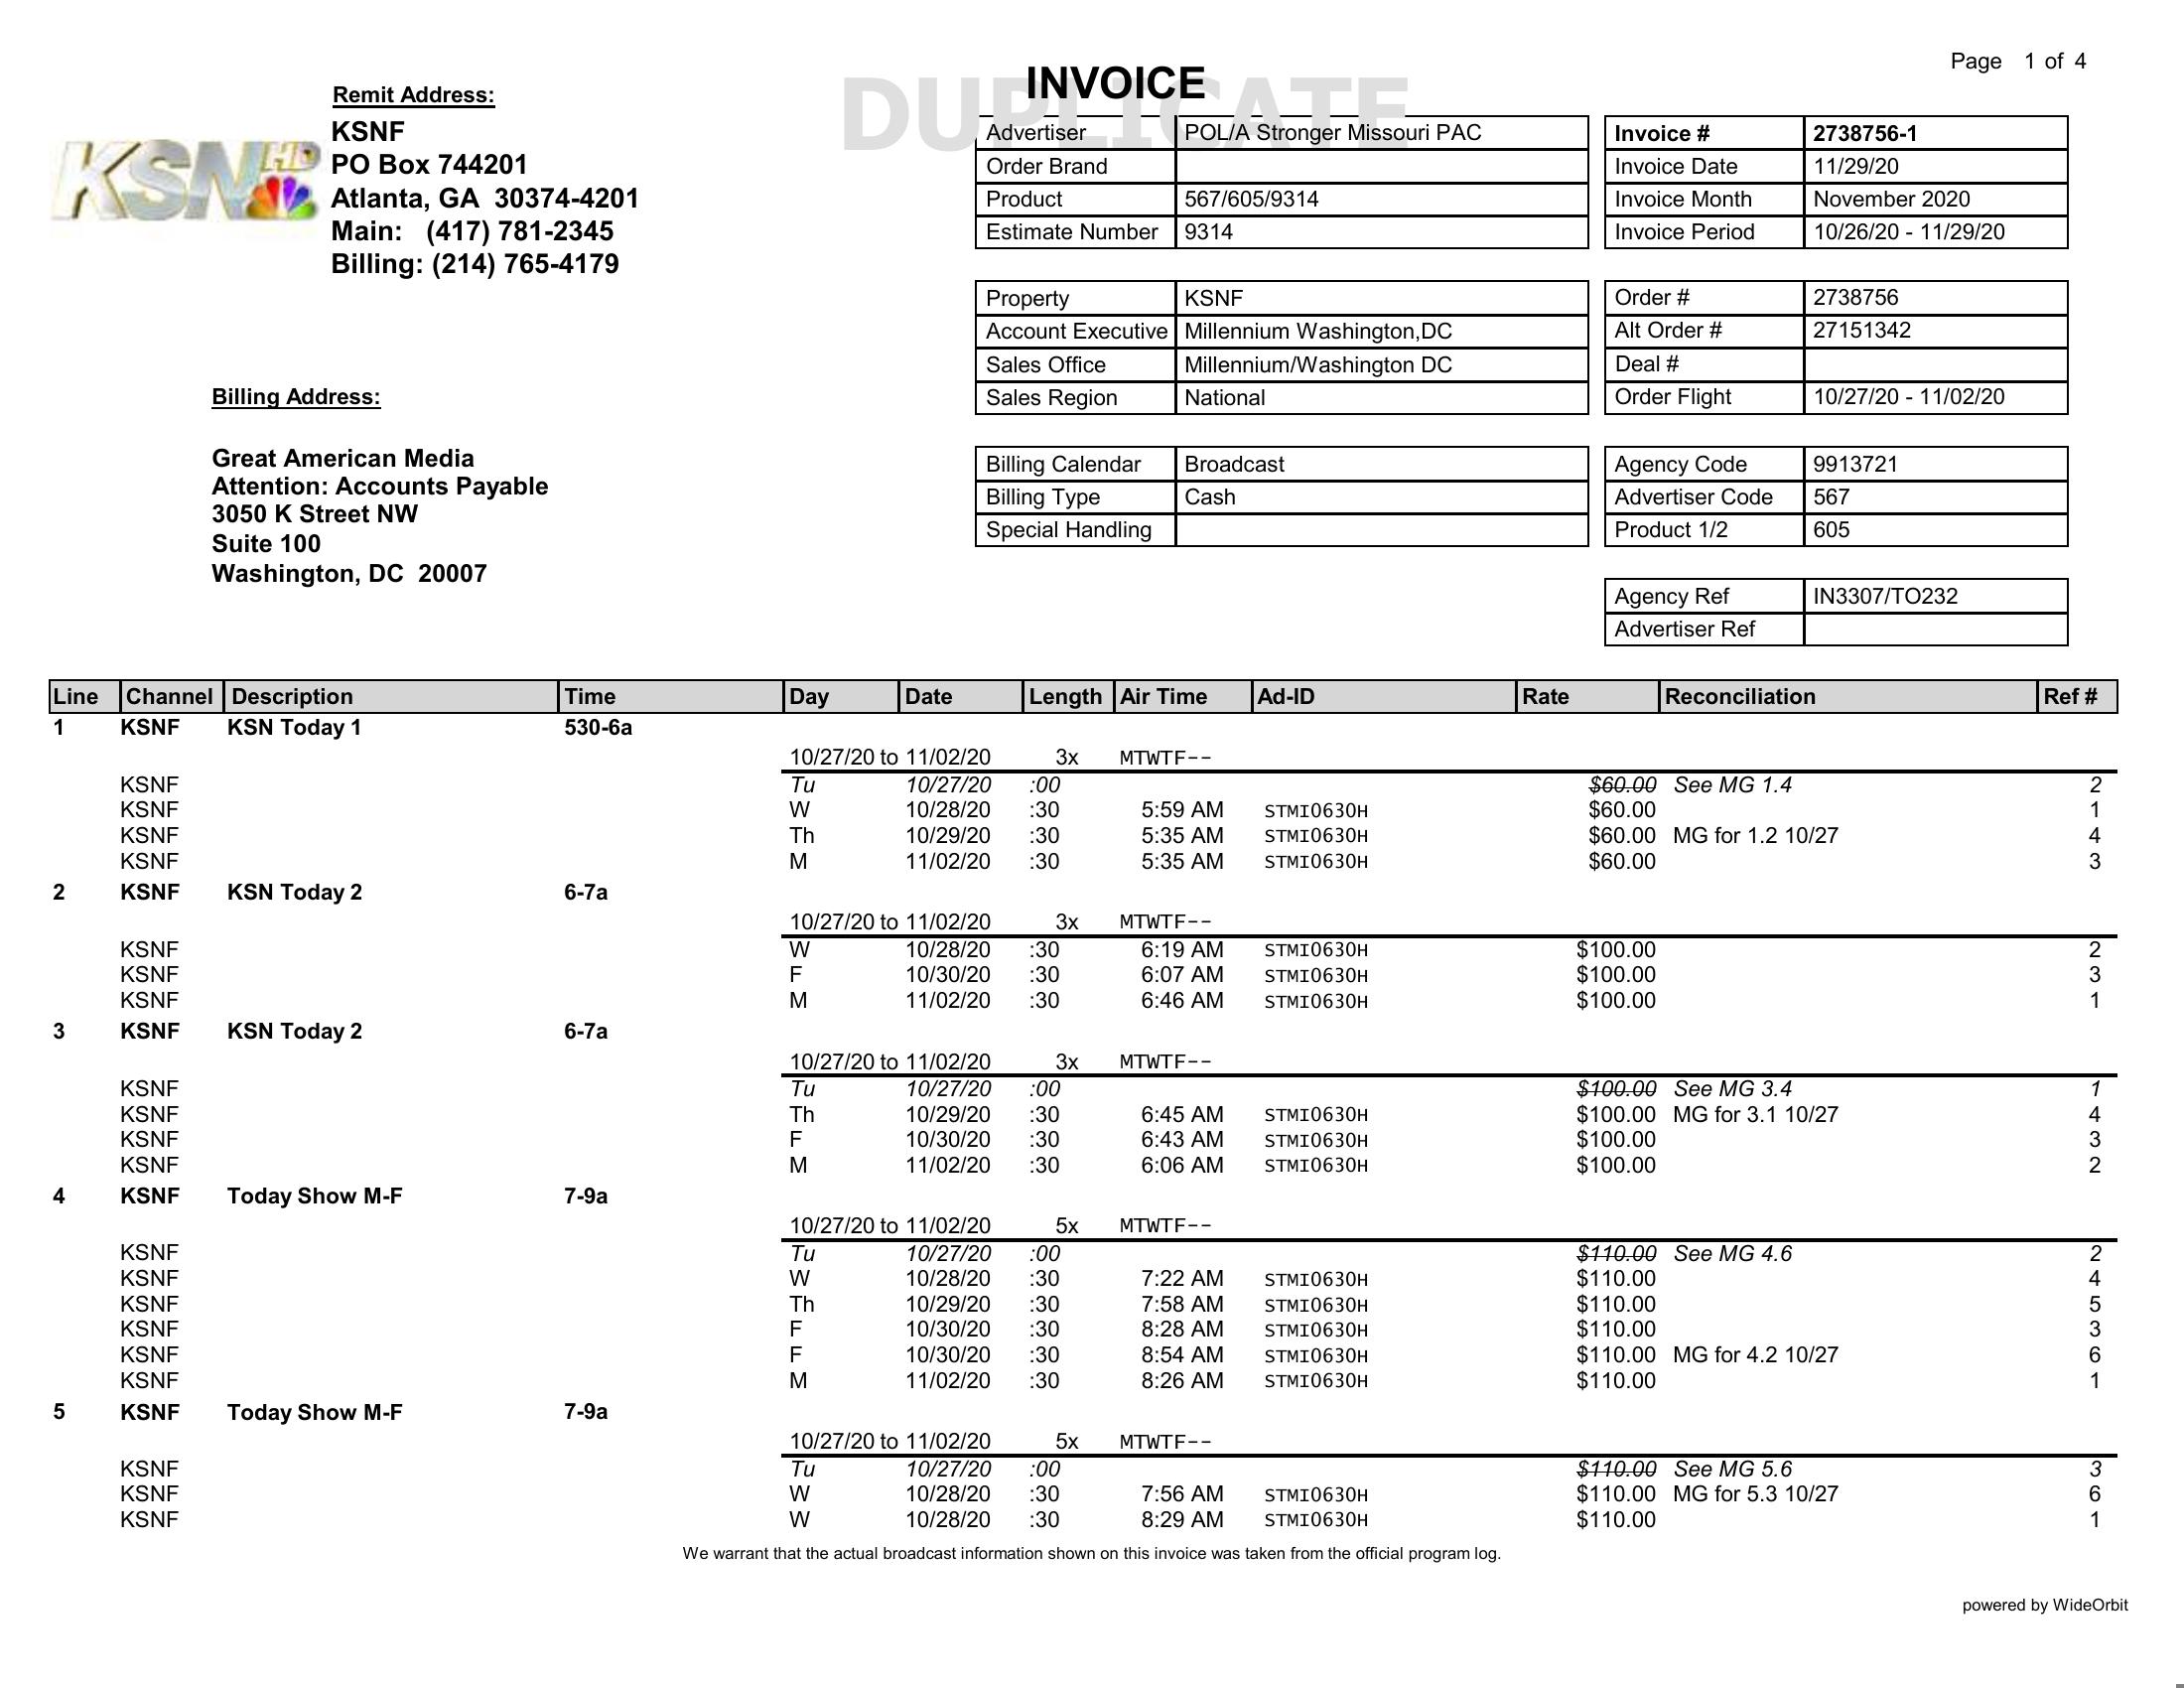 Page 1 of 4
DUPLICATE
INVOICE
Remit Address:
KSN HD
KSNF
PO Box 744201
Atlanta, GA 30374-4201
Main: (417) 781-2345
Billing: (214) 765-4179
Advertiser POL/A Stronger Missouri PAC
Order Brand
Product 567/605/9314
Estimate Number 9314
Invoice # 2738756-1
Invoice Date 11/29/20
Invoice Month November 2020
Invoice Period 10/26/20 - 11/29/20
Property KSNF
Account Executive Millennium Washington,DC
Sales Office Millennium/Washington DC
Sales Region National
Order # 2738756
Alt Order # 27151342
Deal #
Order Flight 10/27/20 - 11/02/20
Billing Address:
Great American Media
Attention: Accounts Payable
3050 K Street NW
Suite 100
Washington, DC 20007
Billing Calendar Broadcast
Billing Type Cash
Special Handling
Agency Code 9913721
Advertiser Code 567
Product 1/2 605
Agency Ref IN3307/TO232
Advertiser Ref
Line Channel Description Time Day Date Length Air Time Ad-ID Rate Reconciliation Ref #
1 KSNF KSN Today 1 530-6a
10/27/20 to 11/02/20 3x MTWTF--
KSNF Tu 10/27/20 :00 $60.00 See MG 1.4 2
KSNF W 10/28/20 :30 5:59 AM STMI0630H $60.00 1
KSNF Th 10/29/20 :30 5:35 AM STMI0630H $60.00 MG for 1.2 10/27 4
KSNF M 11/02/20 :30 5:35 AM STMI0630H $60.00 3
2 KSNF KSN Today 2 6-7a
10/27/20 to 11/02/20 3x MTWTF--
KSNF W 10/28/20 :30 6:19 AM STMI0630H $100.00 2
KSNF F 10/30/20 :30 6:07 AM STMI0630H $100.00 3
KSNF M 11/02/20 :30 6:46 AM STMI0630H $100.00 1
3 KSNF KSN Today 2 6-7a
10/27/20 to 11/02/20 3x MTWTF--
KSNF Tu 10/27/20 :00 $100.00 See MG 3.4 1
KSNF Th 10/29/20 :30 6:45 AM STMI0630H $100.00 MG for 3.1 10/27 4
KSNF F 10/30/20 :30 6:43 AM STMI0630H $100.00 3
KSNF M 11/02/20 :30 6:06 AM STMI0630H $100.00 2
4 KSNF Today Show M-F 7-9a
10/27/20 to 11/02/20 5x MTWTF--
KSNF Tu 10/27/20 :00 $110.00 See MG 4.6 2
KSNF W 10/28/20 :30 7:22 AM STMI0630H $110.00 4
KSNF Th 10/29/20 :30 7:58 AM STMI0630H $110.00 5
KSNF F 10/30/20 :30 8:28 AM STMI0630H $110.00 3
KSNF F 10/30/20 :30 8:54 AM STMI0630H $110.00 MG for 4.2 10/27 6
KSNF M 11/02/20 :30 8:26 AM STMI0630H $110.00 1
5 KSNF Today Show M-F 7-9a
10/27/20 to 11/02/20 5x MTWTF--
KSNF Tu 10/27/20 :00 $110.00 See MG 5.6 3
KSNF W 10/28/20 :30 7:56 AM STMI0630H $110.00 MG for 5.3 10/27 6
KSNF W 10/28/20 :30 8:29 AM STMI0630H $110.00 1
We warrant that the actual broadcast information shown on this invoice was taken from the official program log.
powered by WideOrbit